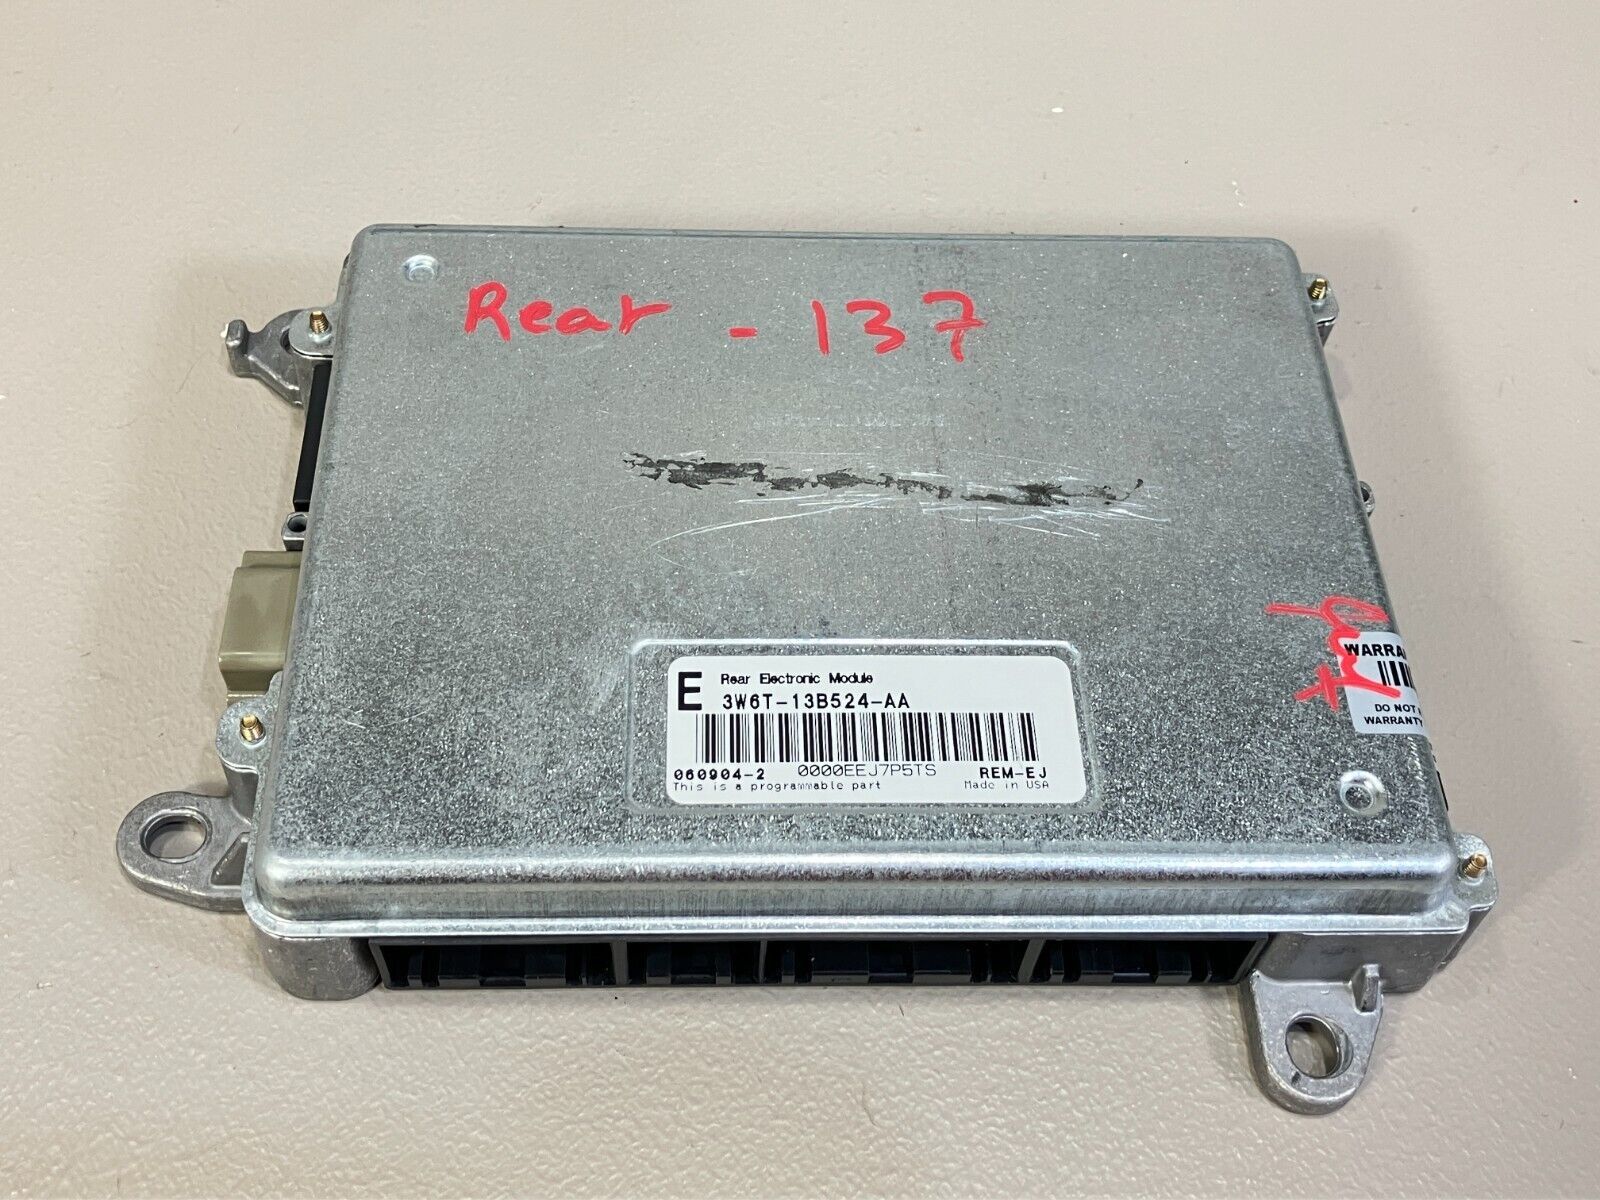 Rear - 137
E
Rear Electronic Module
3W6T-13B524-AA
060904-2 0000EEJ7P5TS REM-EJ
This is a programmable part Made in USA
DO NOT
WARRANTY